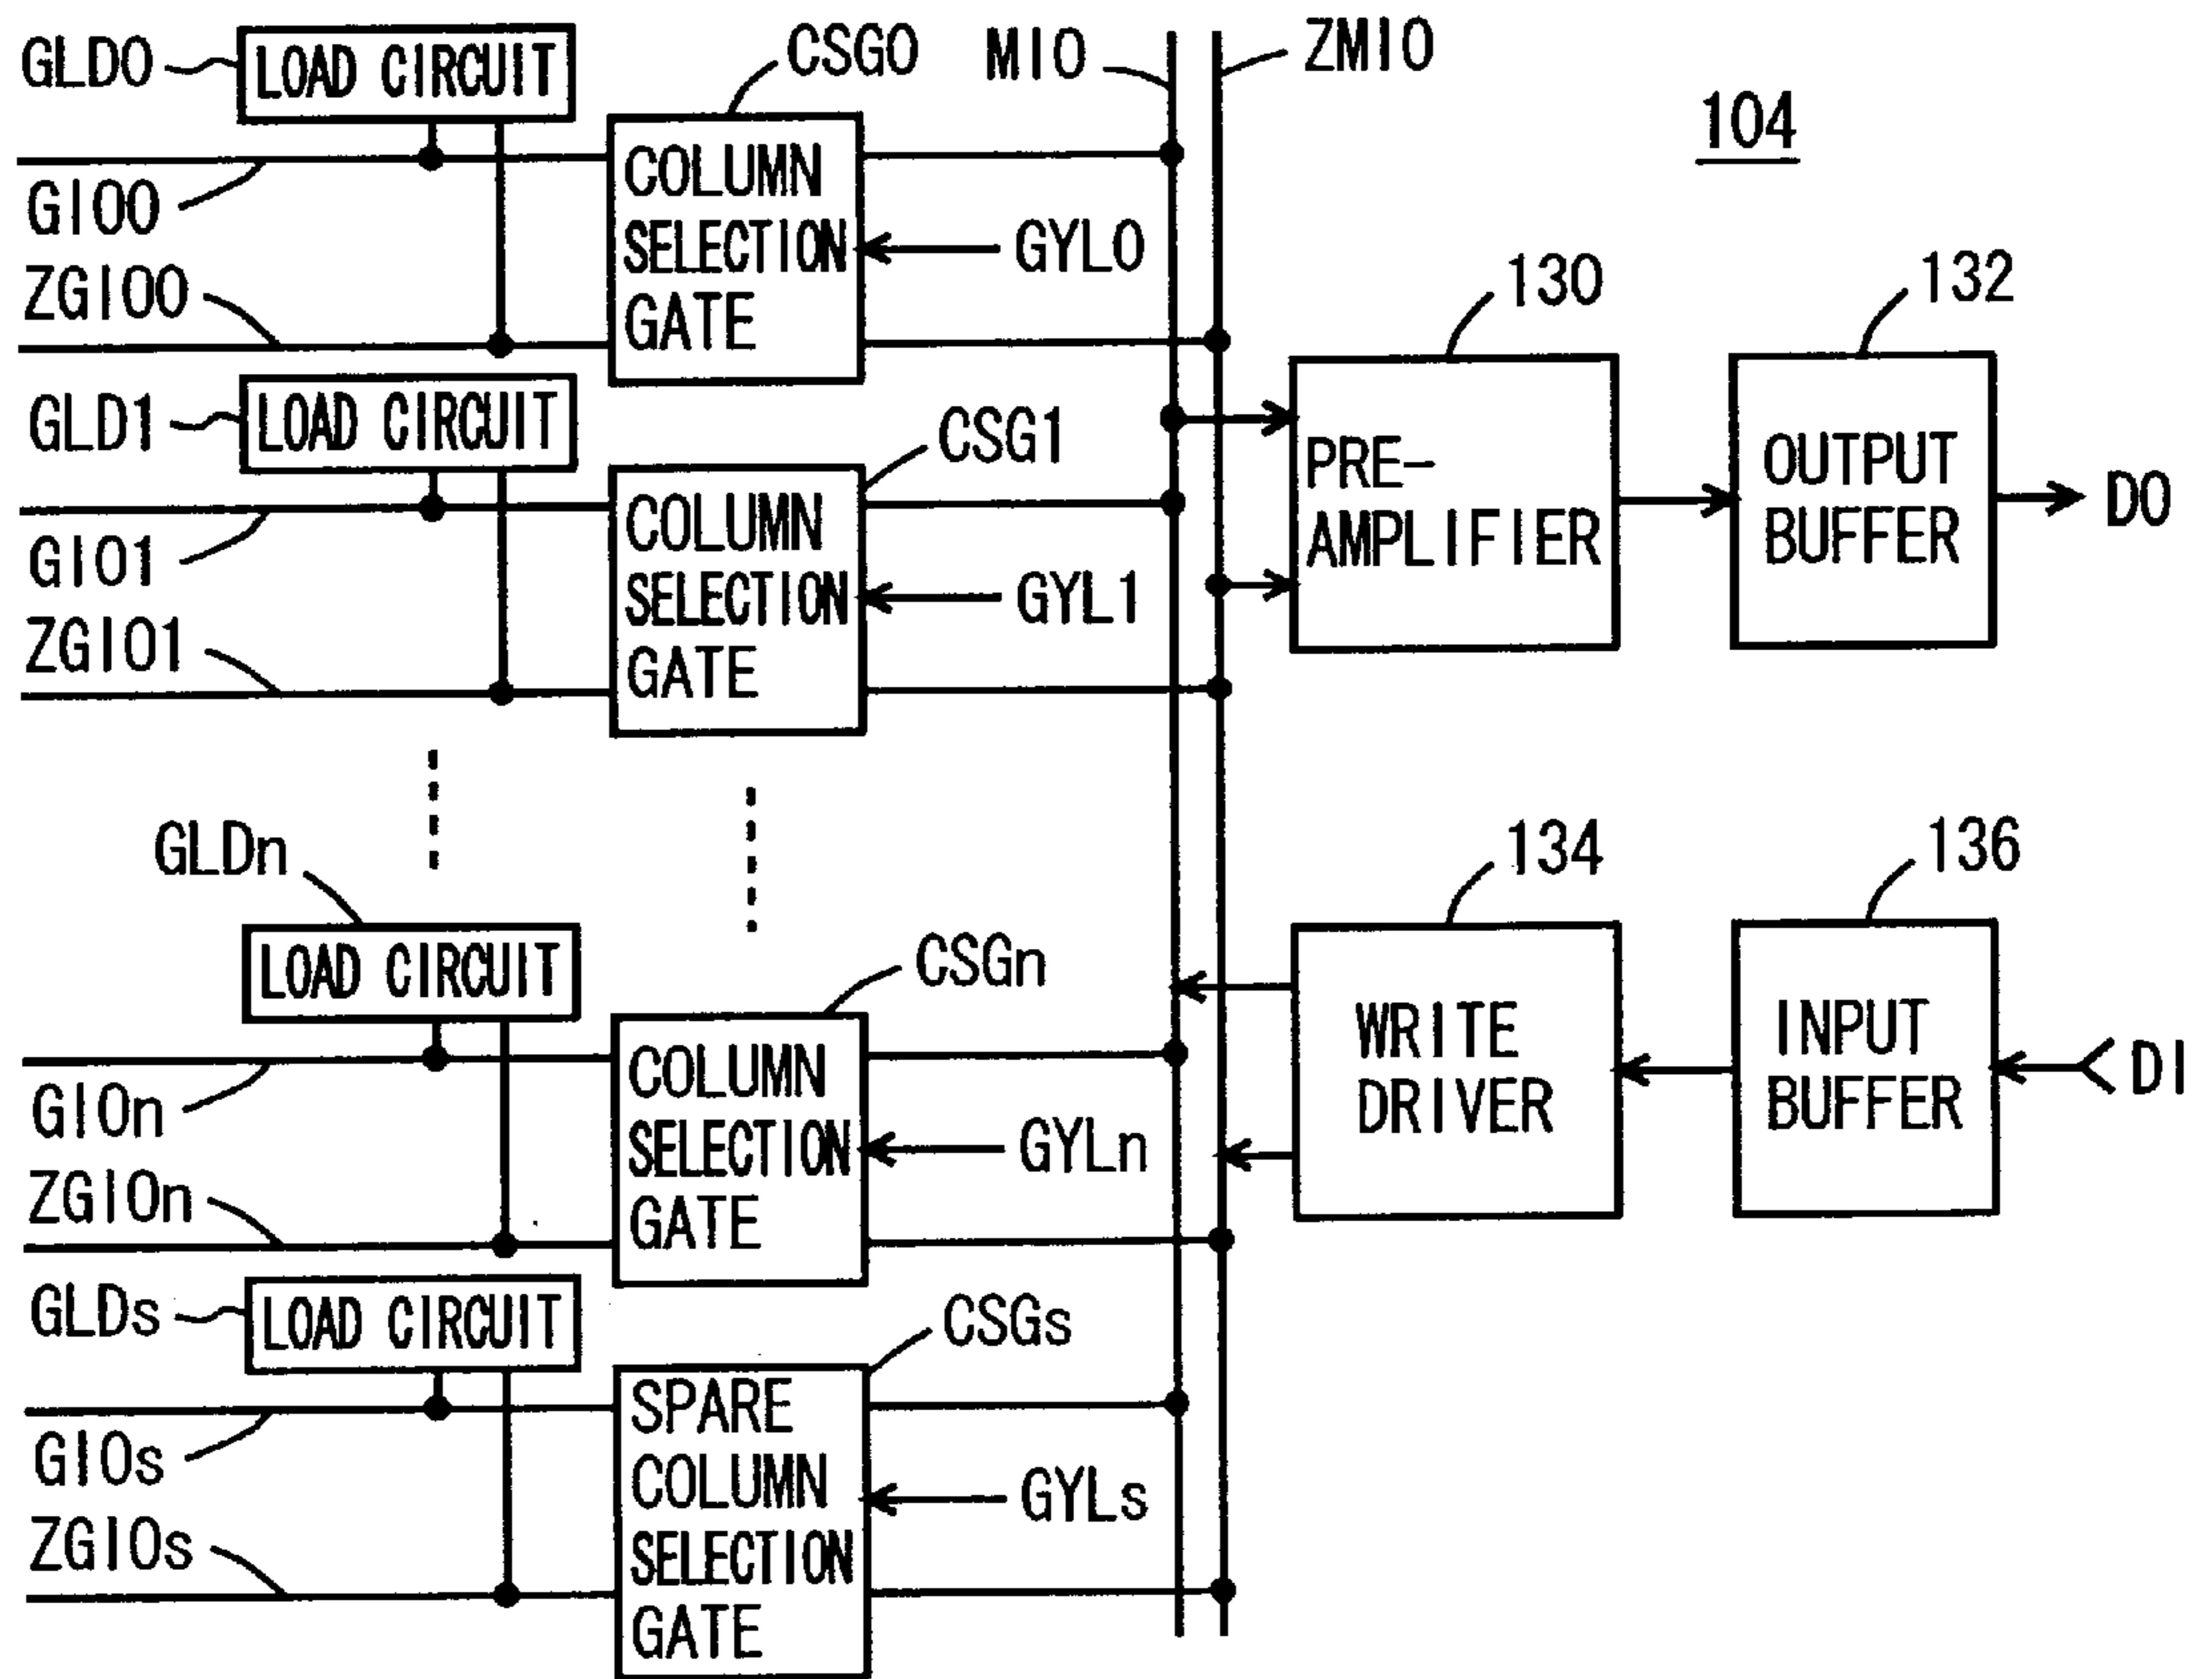 GLD0
LOAD CIRCUIT
CSG0
MIO
ZMIO
104
GIO0
ZGIO0
COLUMN
SELECTION
GATE
GYL0
130
132
GLD1
LOAD CIRCUIT
CSG1
GIO1
ZGIO1
COLUMN
SELECTION
GATE
GYL1
PRE-
AMPLIFIER
OUTPUT
BUFFER
DO
GLDn
LOAD CIRCUIT
CSGn
134
136
GIOn
ZGIOn
COLUMN
SELECTION
GATE
GYLn
WRITE
DRIVER
INPUT
BUFFER
DI
GLDs
LOAD CIRCUIT
CSGs
GIOs
ZGIOs
SPARE
COLUMN
SELECTION
GATE
GYLs